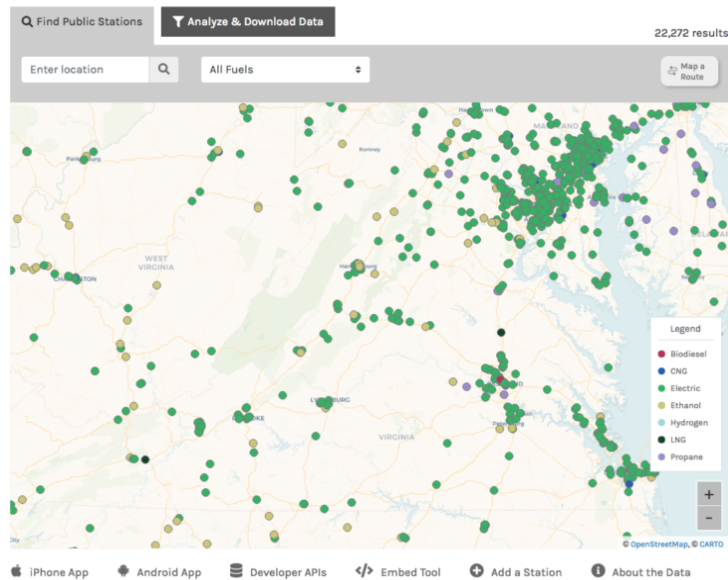 Find Public Stations
Analyze & Download Data
22,272 results
Enter location
All Fuels
Map a
Route
MARYLAND
Romney
WEST
VIRGINIA
VIRGINIA
Legend
Biodiesel
CNG
Electric
Ethanol
Hydrogen
LNG
Propane
+
−
© OpenStreetMap, © CARTO
iPhone App
Android App
Developer APIs
Embed Tool
Add a Station
About the Data